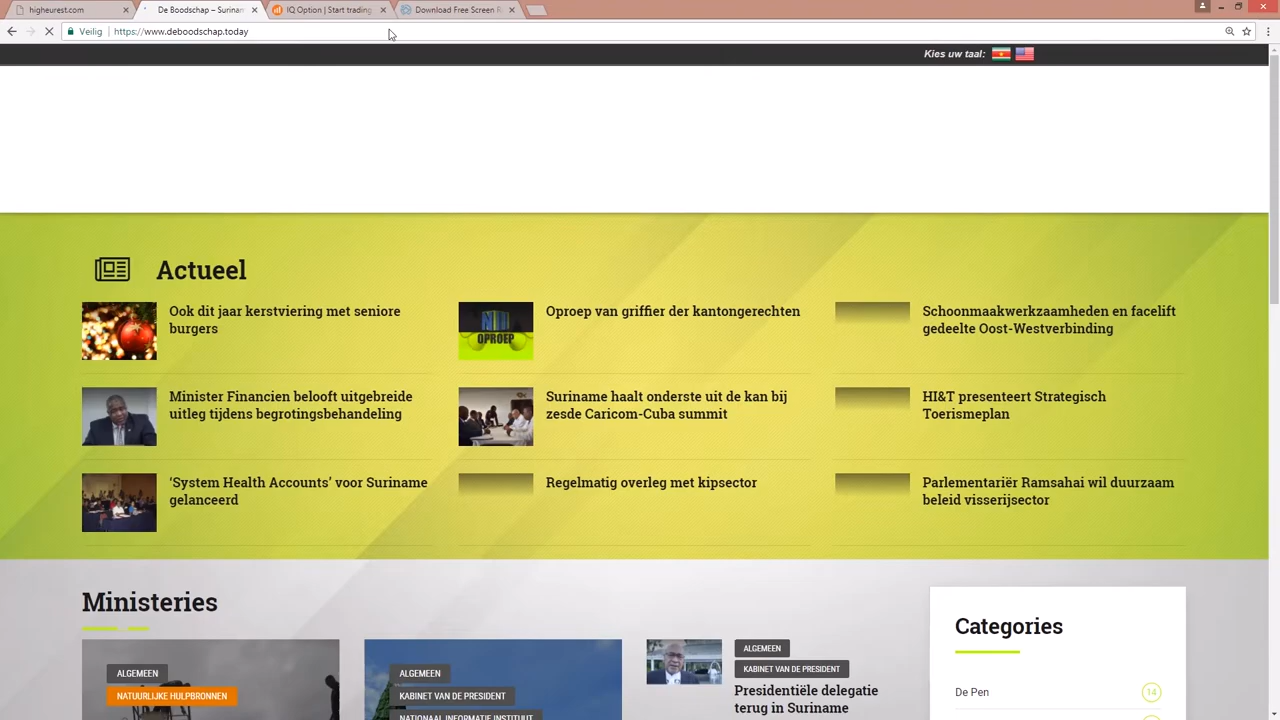 higheurest.com
De Boodschap – Surinam
IQ Option | Start trading
Download Free Screen R
Veilig
https://www.deboodschap.today
Kies uw taal:
Actueel
Ook dit jaar kerstviering met seniore
burgers
Oproep van griffier der kantongerechten
OPROEP
Schoonmaakwerkzaamheden en facelift
gedeelte Oost-Westverbinding
Minister Financien belooft uitgebreide
uitleg tijdens begrotingsbehandeling
Suriname haalt onderste uit de kan bij
zesde Caricom-Cuba summit
HI&T presenteert Strategisch
Toerismeplan
‘System Health Accounts’ voor Suriname
gelanceerd
Regelmatig overleg met kipsector
Parlementariër Ramsahai wil duurzaam
beleid visserijsector
Ministeries
ALGEMEEN
NATUURLIJKE HULPBRONNEN
ALGEMEEN
KABINET VAN DE PRESIDENT
NATIONAAL INFORMATIE INSTITUUT
ALGEMEEN
KABINET VAN DE PRESIDENT
Presidentiële delegatie
terug in Suriname
Categories
De Pen
14